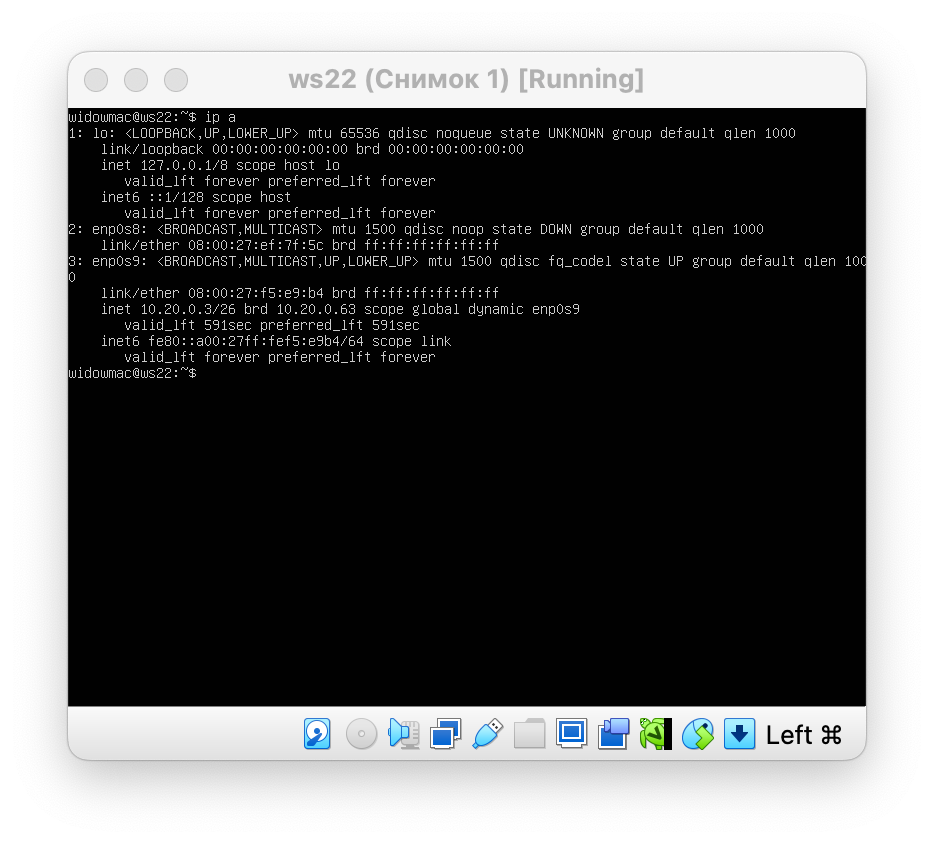 ws22 (Снимок 1) [Running]
widowmac@ws22:~$ ip a
1: lo: <LOOPBACK,UP,LOWER_UP> mtu 65536 qdisc noqueue state UNKNOWN group default qlen 1000
    link/loopback 00:00:00:00:00:00 brd 00:00:00:00:00:00
    inet 127.0.0.1/8 scope host lo
       valid_lft forever preferred_lft forever
    inet6 ::1/128 scope host
       valid_lft forever preferred_lft forever
2: enp0s8: <BROADCAST,MULTICAST> mtu 1500 qdisc noop state DOWN group default qlen 1000
    link/ether 08:00:27:ef:7f:5c brd ff:ff:ff:ff:ff:ff
3: enp0s9: <BROADCAST,MULTICAST,UP,LOWER_UP> mtu 1500 qdisc fq_codel state UP group default qlen 100
0
    link/ether 08:00:27:f5:e9:b4 brd ff:ff:ff:ff:ff:ff
    inet 10.20.0.3/26 brd 10.20.0.63 scope global dynamic enp0s9
       valid_lft 591sec preferred_lft 591sec
    inet6 fe80::a00:27ff:fef5:e9b4/64 scope link
       valid_lft forever preferred_lft forever
widowmac@ws22:~$
Left ⌘